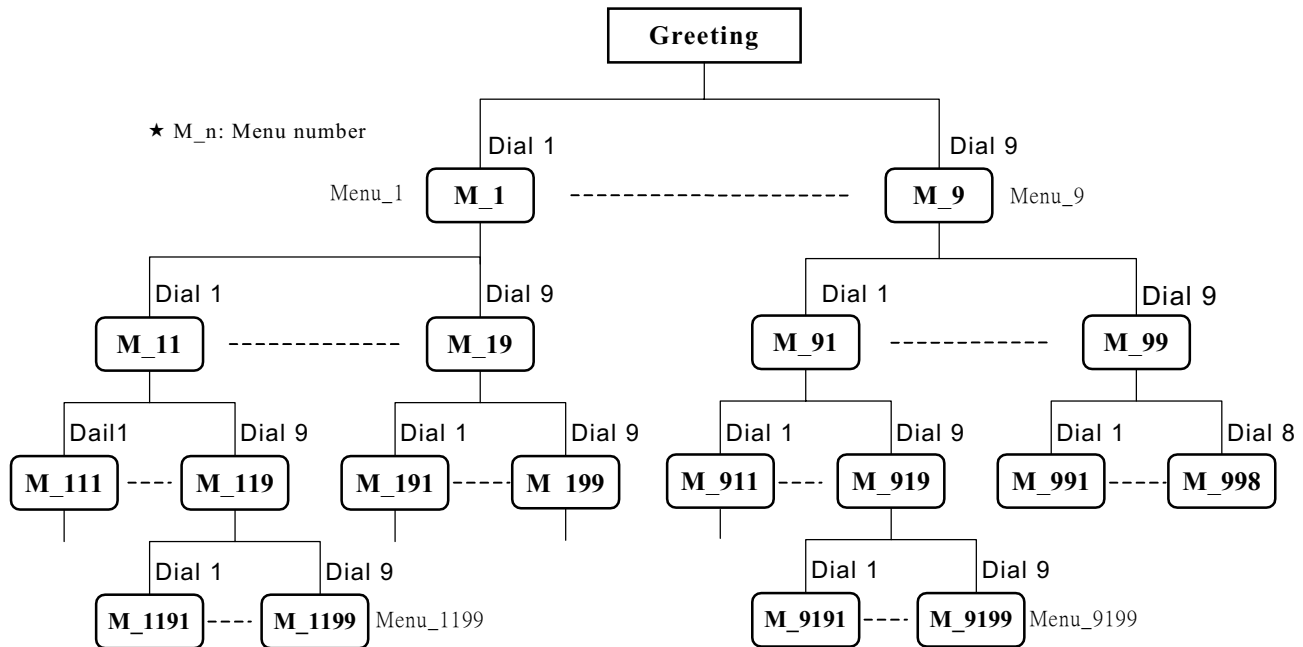 Greeting
★ M_n: Menu number
Dial 1 Dial 9
Menu_1 M_1 M_9 Menu_9
Dial 1 Dial 9 Dial 1 Dial 9
M_11 M_19 M_91 M_99
Dail1 Dial 9 Dial 1 Dial 9 Dial 1 Dial 9 Dial 1 Dial 8
M_111 M_119 M_191 M 199 M_911 M_919 M_991 M_998
Dial 1 Dial 9 Dial 1 Dial 9
M_1191 M_1199 Menu_1199 M_9191 M_9199 Menu_9199